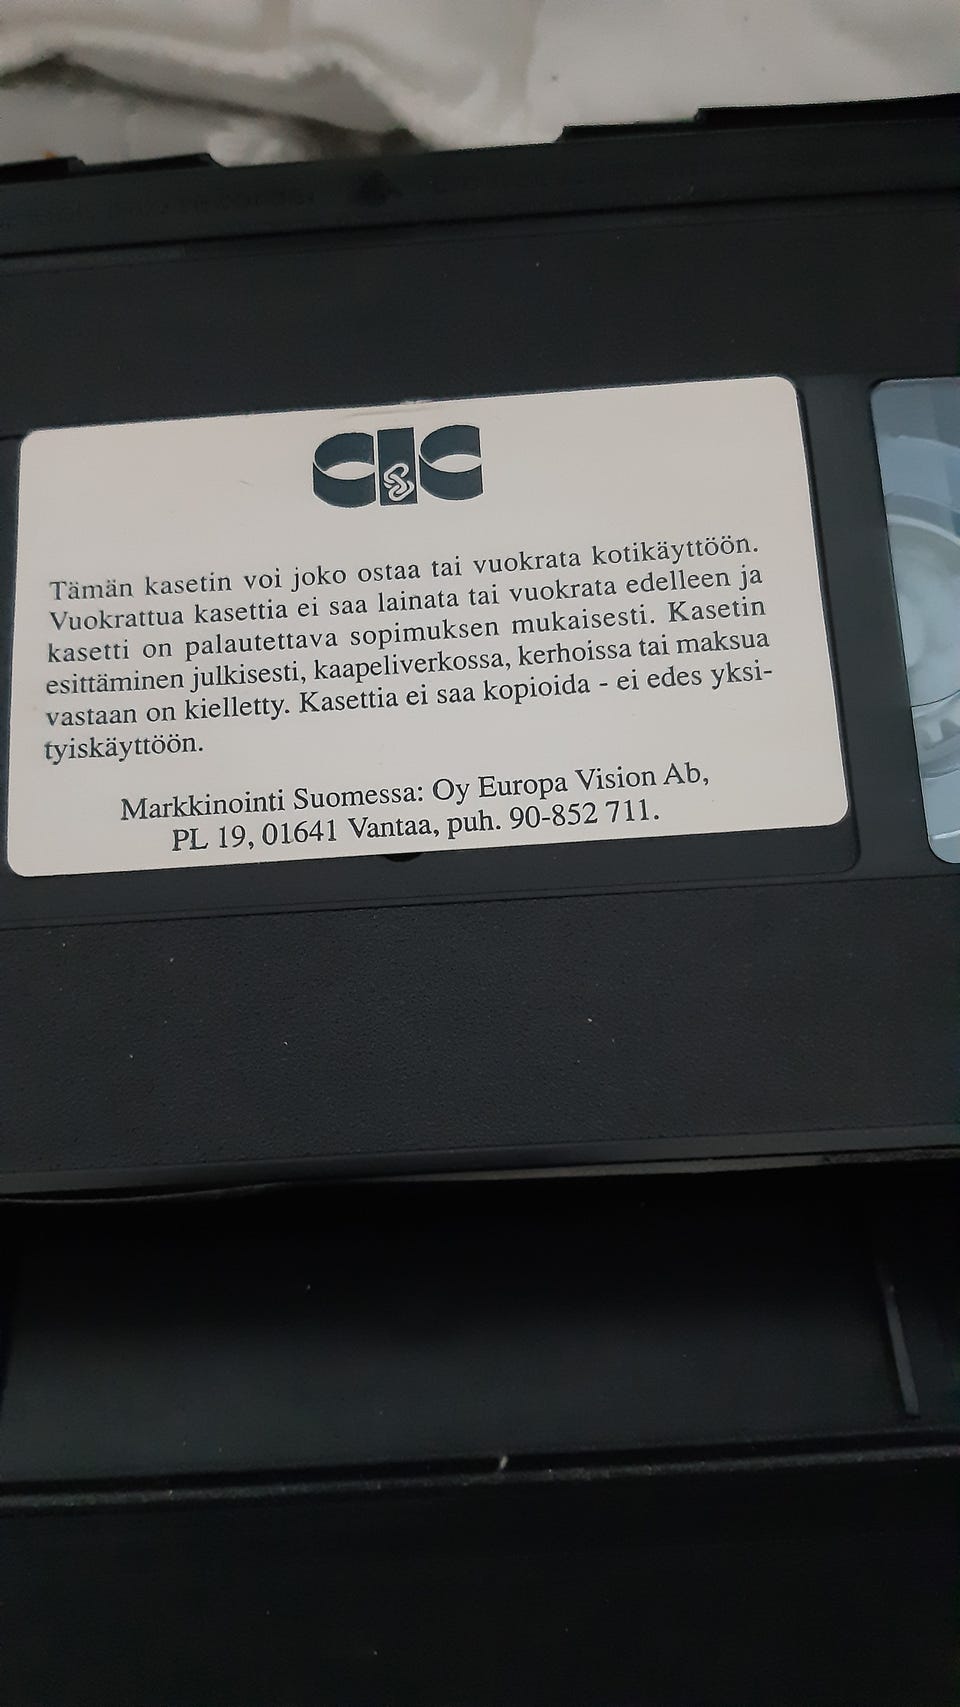 CIC
Tämän kasetin voi joko ostaa tai vuokrata kotikäyttöön.
Vuokrattua kasettia ei saa lainata tai vuokrata edelleen ja
kasetti on palautettava sopimuksen mukaisesti. Kasetin
esittäminen julkisesti, kaapeliverkossa, kerhoissa tai maksua
vastaan on kielletty. Kasettia ei saa kopioida - ei edes yksi-
tyiskäyttöön.
Markkinointi Suomessa: Oy Europa Vision Ab,
PL 19, 01641 Vantaa, puh. 90-852 711.